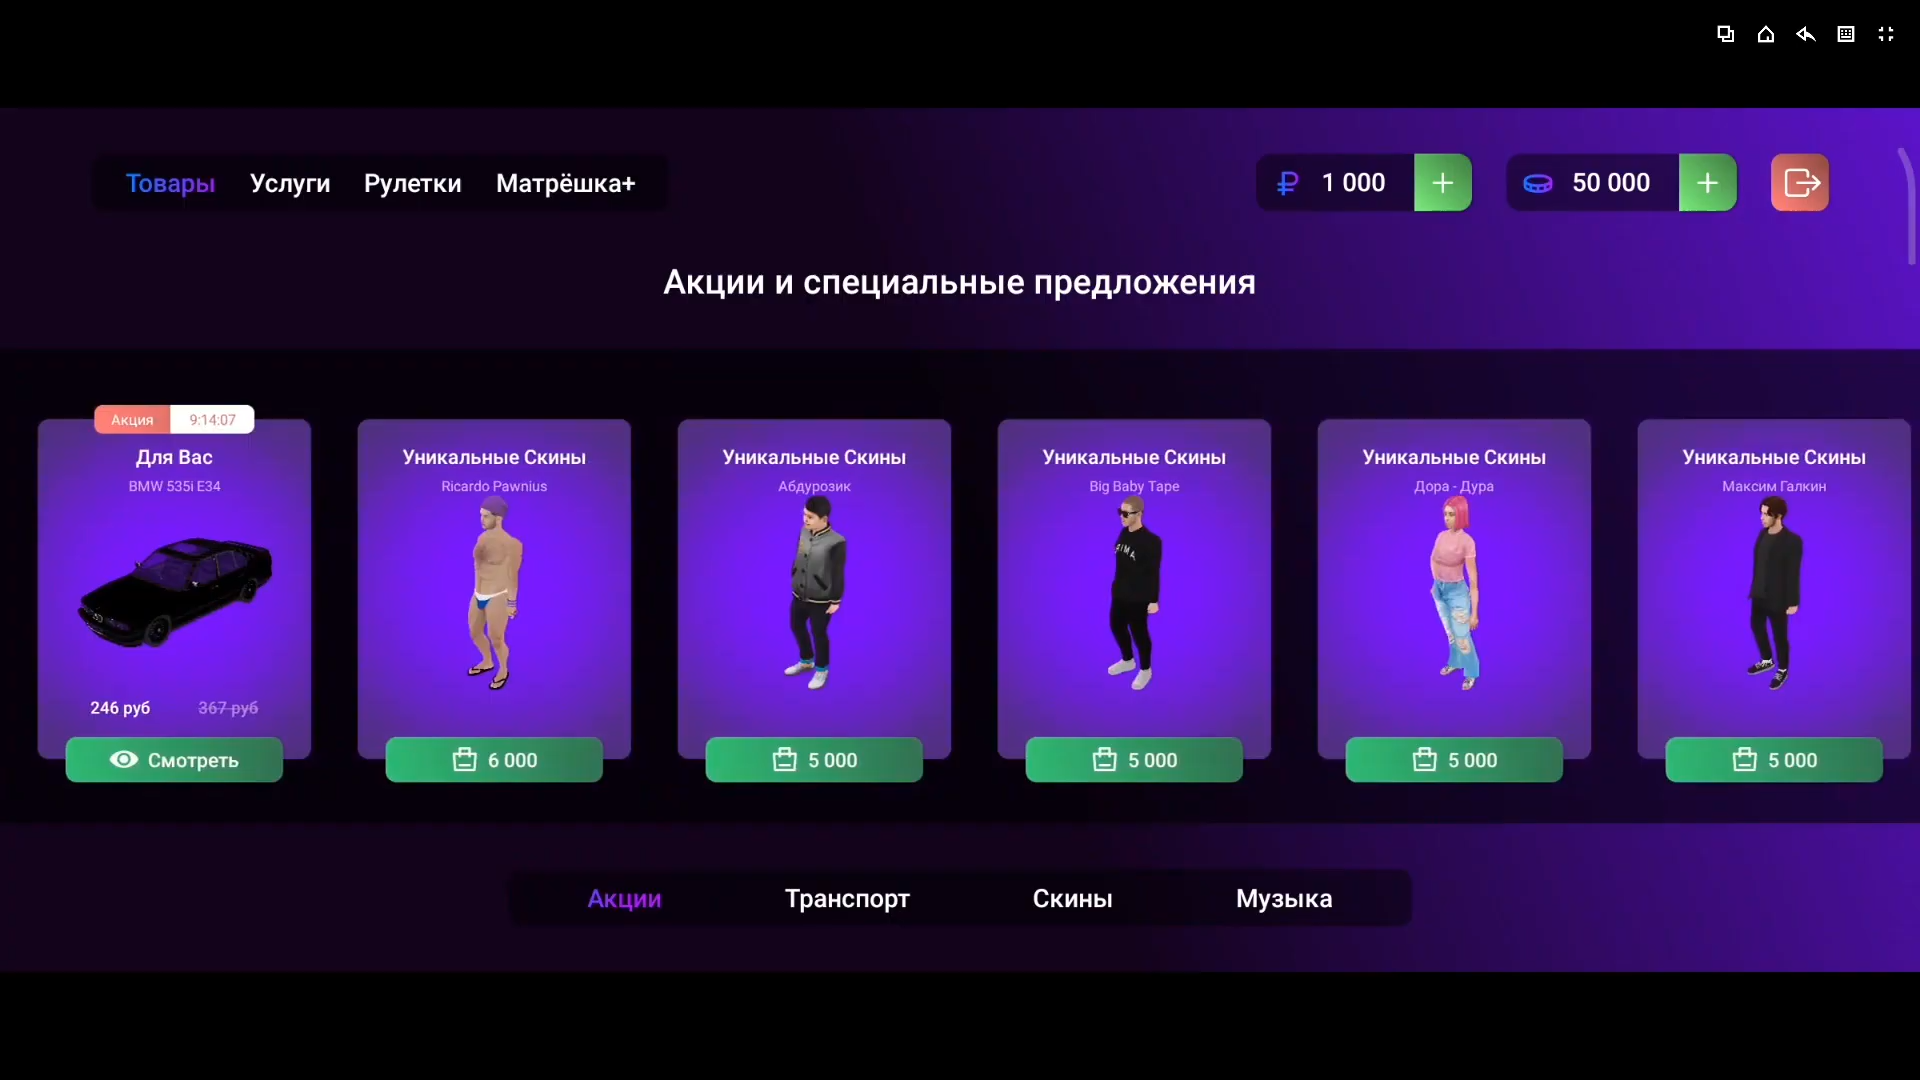 Товары Услуги Рулетки Матрёшка+ 1 000 50 000
Акции и специальные предложения
Акция 9:14:07
Для Вас
BMW 535i E34
246 руб 367 руб
Смотреть
Уникальные Скины
Ricardo Pawnius
6 000
Уникальные Скины
Абдурозик
5 000
Уникальные Скины
Big Baby Tape
5 000
Уникальные Скины
Дора - Дура
5 000
Уникальные Скины
Максим Галкин
5 000
Акции Транспорт Скины Музыка